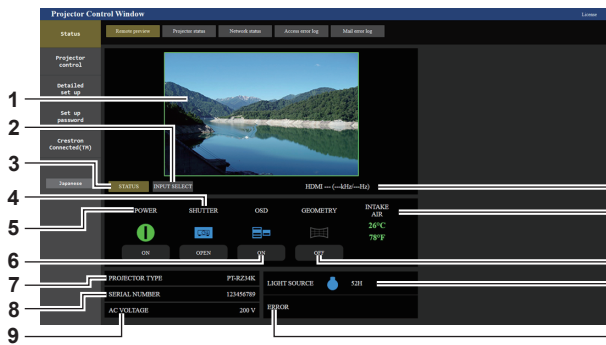 Projector Control Window
License
Status
Remote preview
Projector status
Network status
Access error log
Mail error log
Projector
control
Detailed
set up
Set up
password
Crestron
Connected(TM)
Japanese
1
2
3
STATUS
INPUT SELECT
HDMI --- (---kHz/---Hz)
4
5
POWER
SHUTTER
OSD
GEOMETRY
INTAKE
AIR
26°C
78°F
6
ON
OPEN
ON
OFF
7
PROJECTOR TYPE
PT-RZ34K
LIGHT SOURCE
52H
8
SERIAL NUMBER
123456789
9
AC VOLTAGE
200 V
ERROR